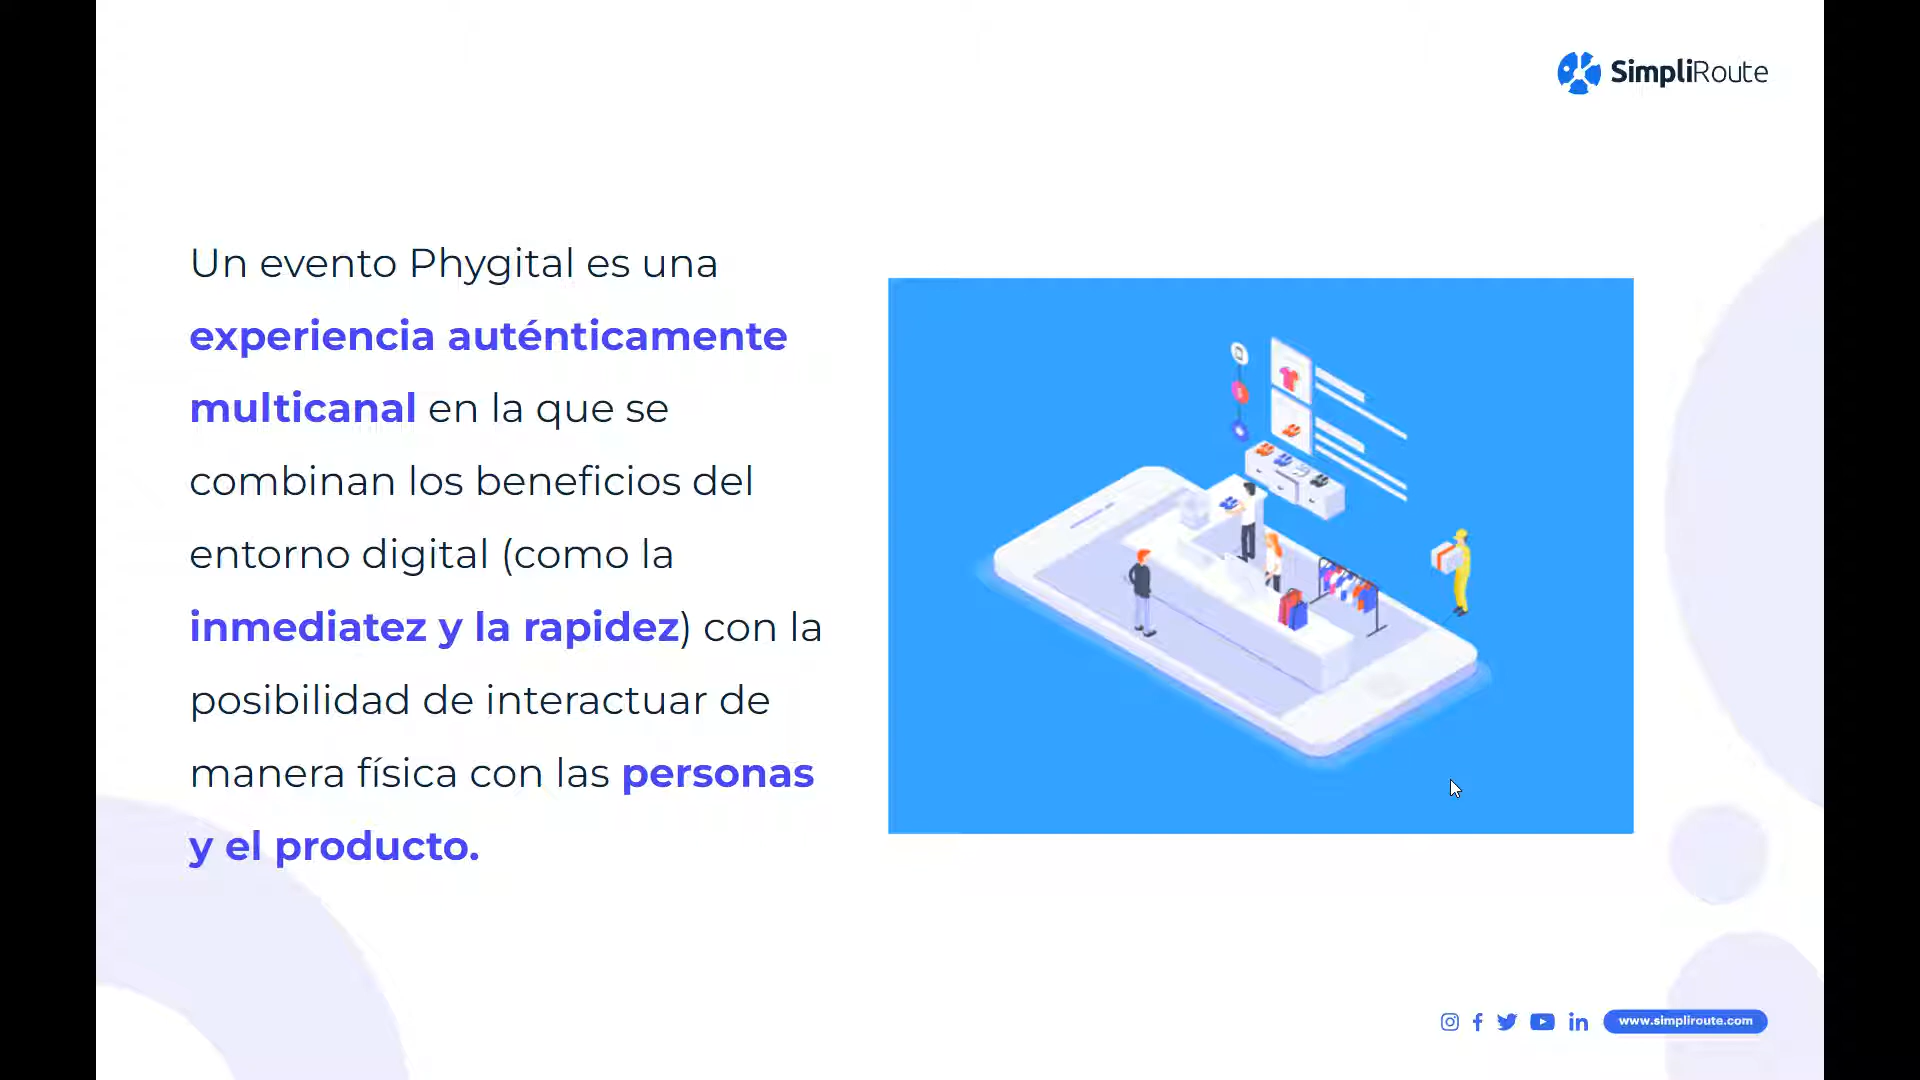 SimpliRoute
Un evento Phygital es una
experiencia auténticamente
multicanal en la que se
combinan los beneficios del
entorno digital (como la
inmediatez y la rapidez) con la
posibilidad de interactuar de
manera física con las personas
y el producto.
www.simpliroute.com